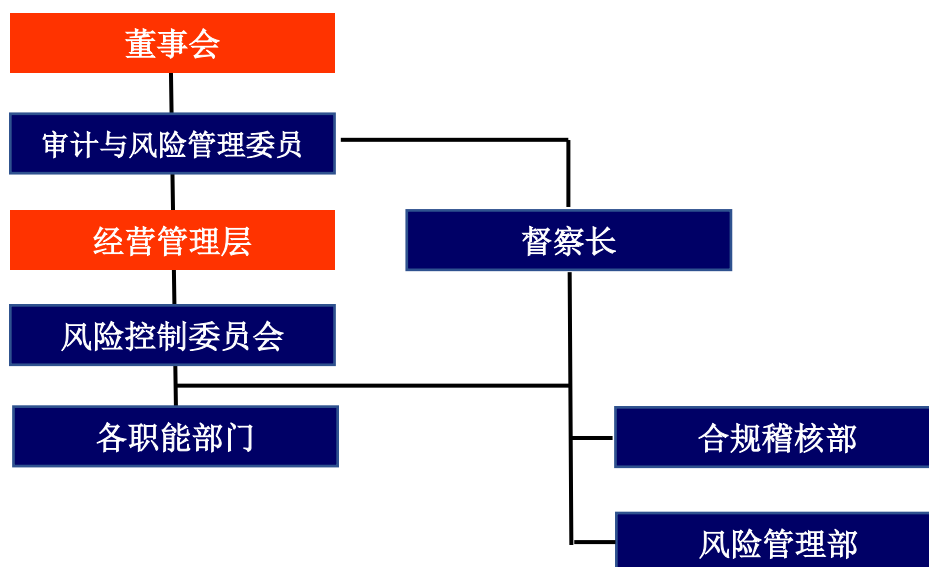 董事会
审计与风险管理委员
经营管理层
督察长
风险控制委员会
各职能部门
合规稽核部
风险管理部